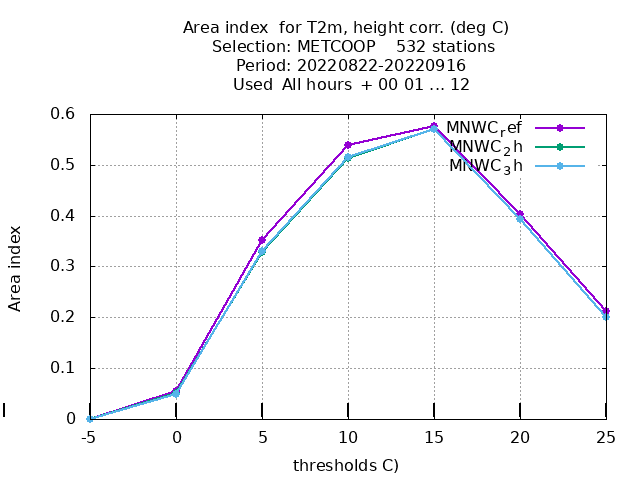 Area index  for T2m, height corr. (deg C)
Selection: METCOOP    532 stations
Period: 20220822-20220916
Used  All hours  + 00 01 ... 12
MNWC_ref
MNWC_2h
MNWC_3h
0.6
0.5
0.4
0.3
0.2
0.1
0
Area index
-5 0 5 10 15 20 25
thresholds C)